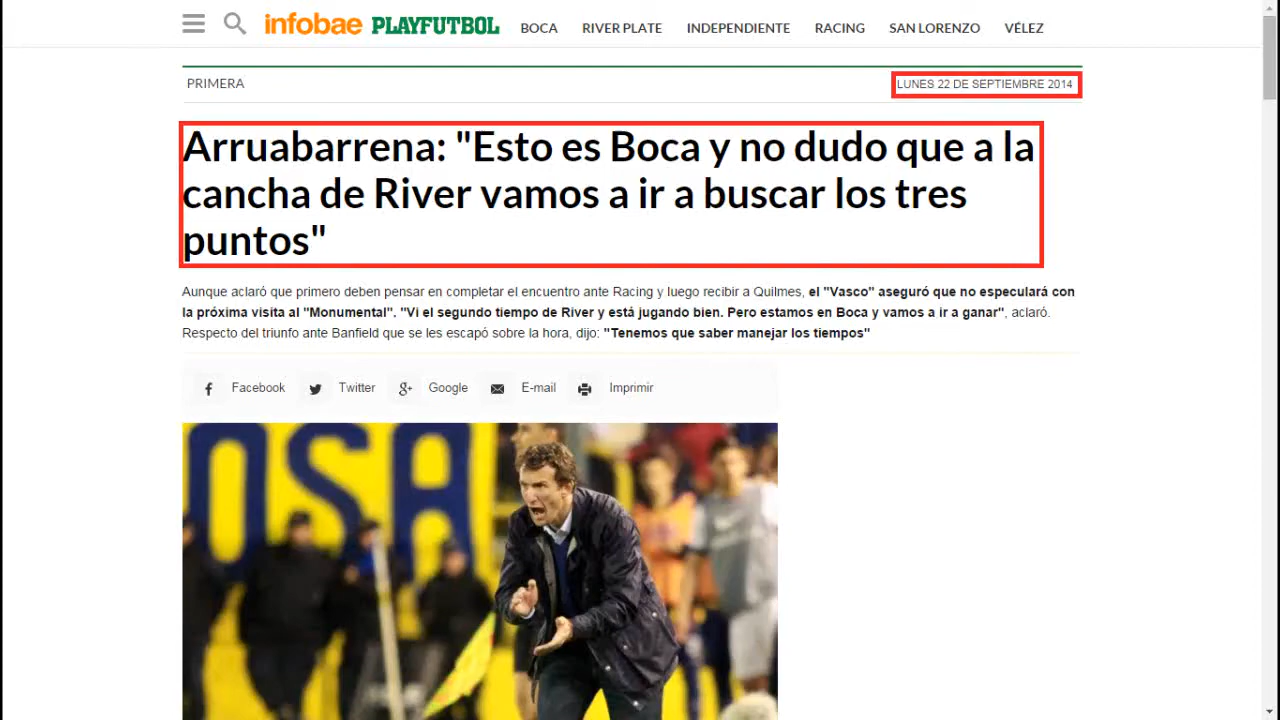 infobae PLAYFUTBOL BOCA RIVER PLATE INDEPENDIENTE RACING SAN LORENZO VÉLEZ
PRIMERA LUNES 22 DE SEPTIEMBRE 2014
Arruabarrena: "Esto es Boca y no dudo que a la
cancha de River vamos a ir a buscar los tres
puntos"
Aunque aclaró que primero deben pensar en completar el encuentro ante Racing y luego recibir a Quilmes, el "Vasco" aseguró que no especulará con
la próxima visita al "Monumental". "Vi el segundo tiempo de River y está jugando bien. Pero estamos en Boca y vamos a ir a ganar", aclaró.
Respecto del triunfo ante Banfield que se les escapó sobre la hora, dijo: "Tenemos que saber manejar los tiempos"
Facebook Twitter Google E-mail Imprimir
OSA